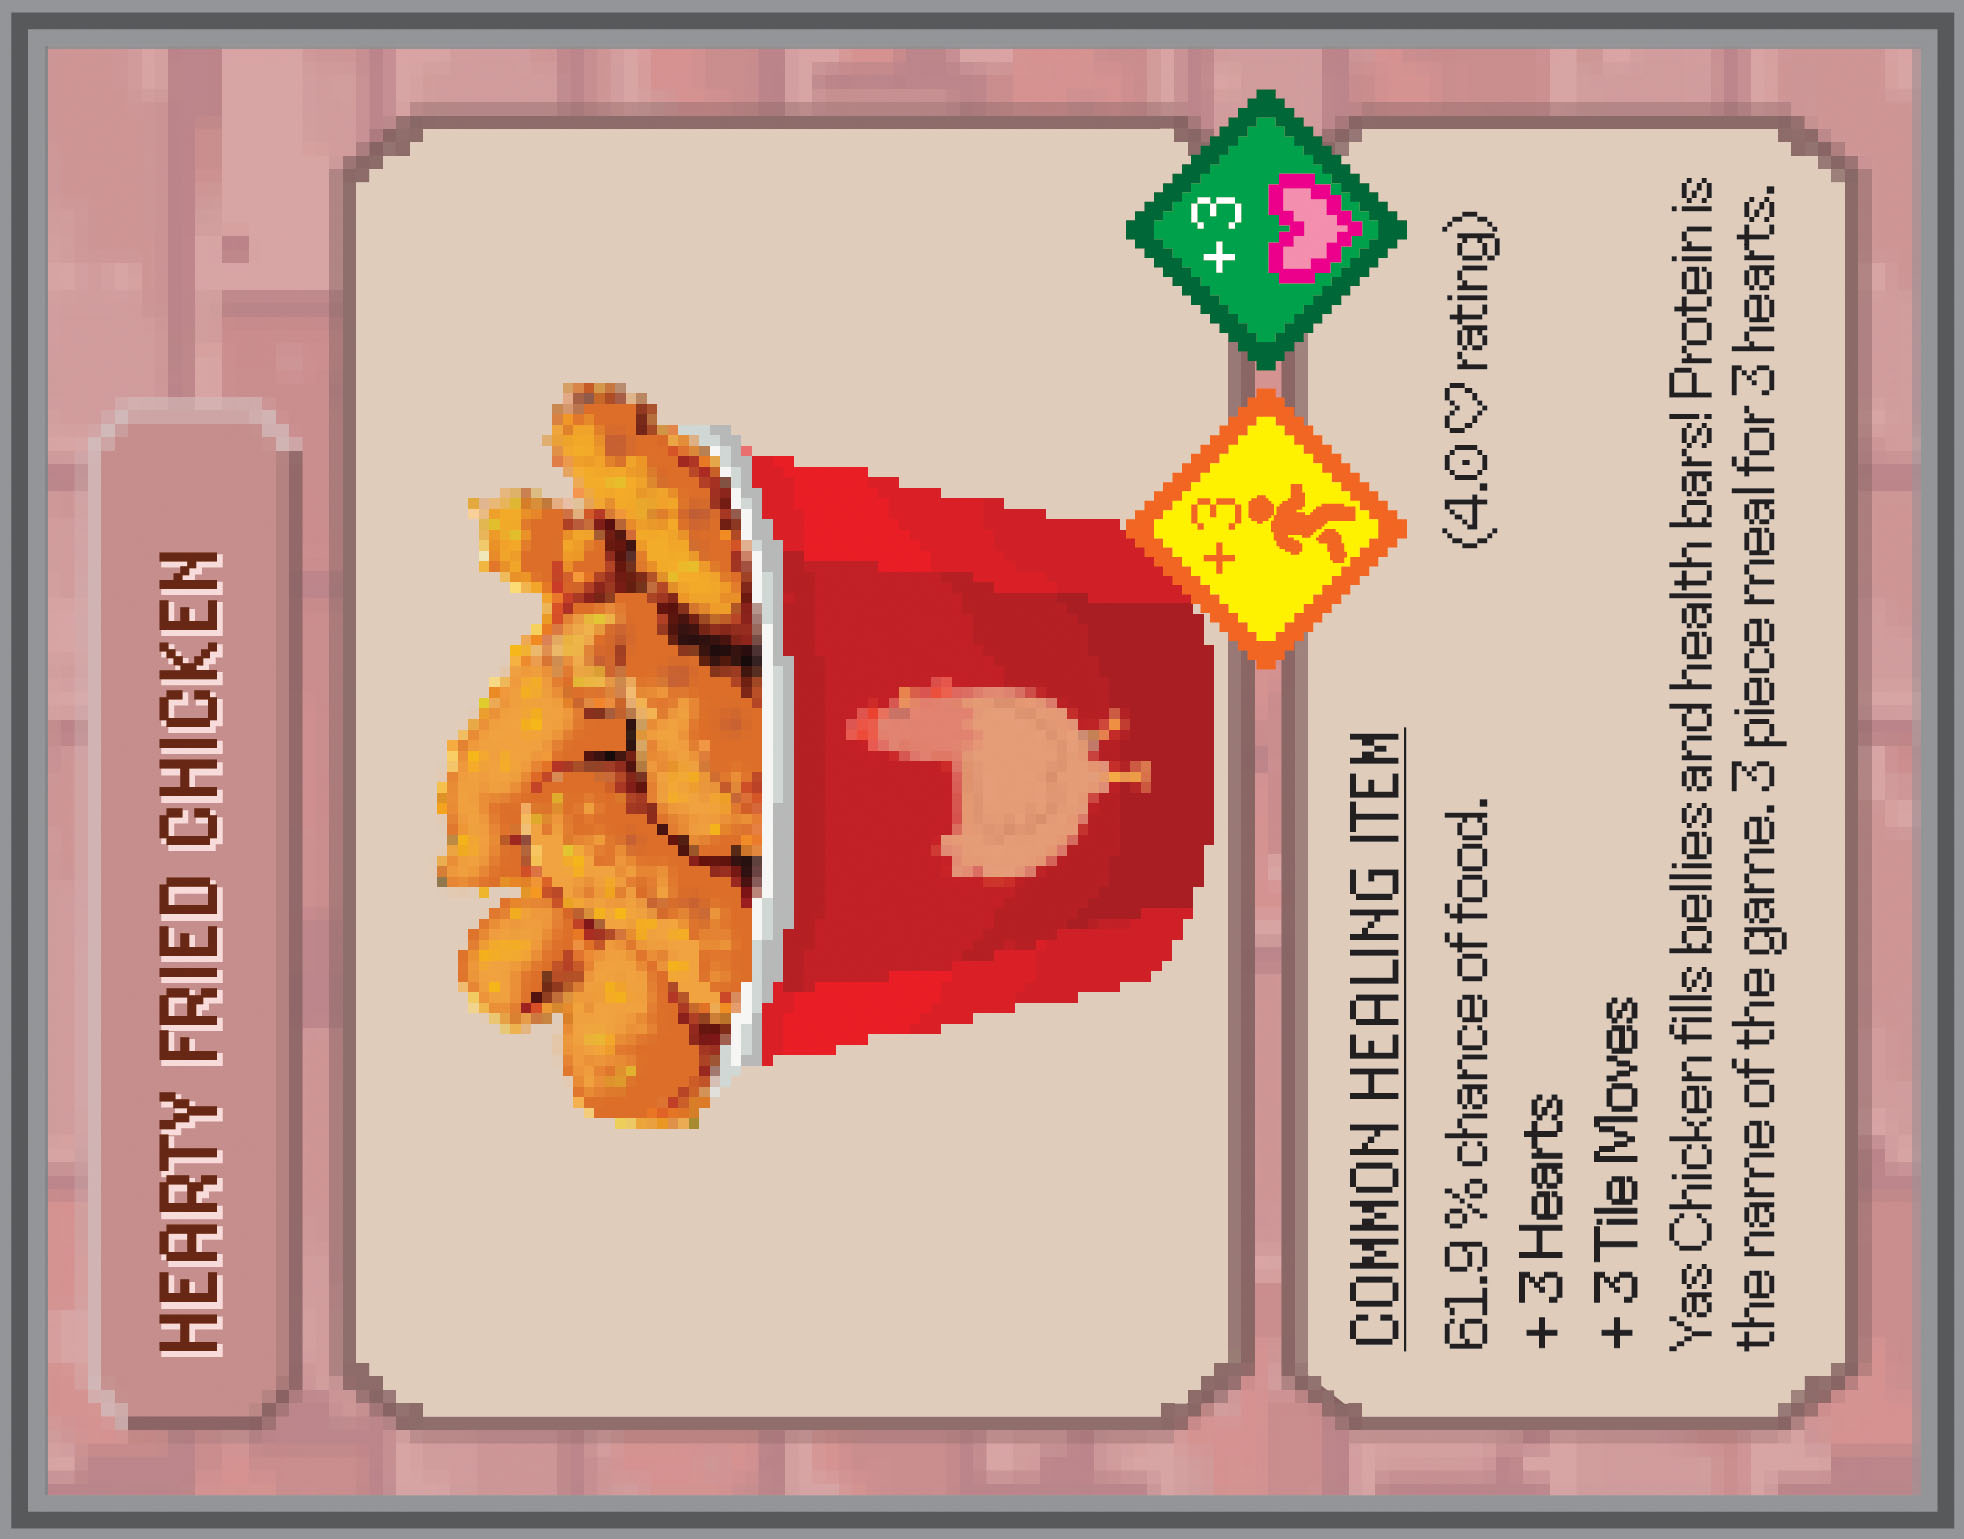 HEARTY FRIED CHICKEN
+3
+3
COMMON HEALING ITEM
61.9 % chance of food. (4.0♡ rating)
+ 3 Hearts
+ 3 Tile Moves
Yas Chicken fills bellies and health bars! Protein is
the name of the game. 3 piece meal for 3 hearts.